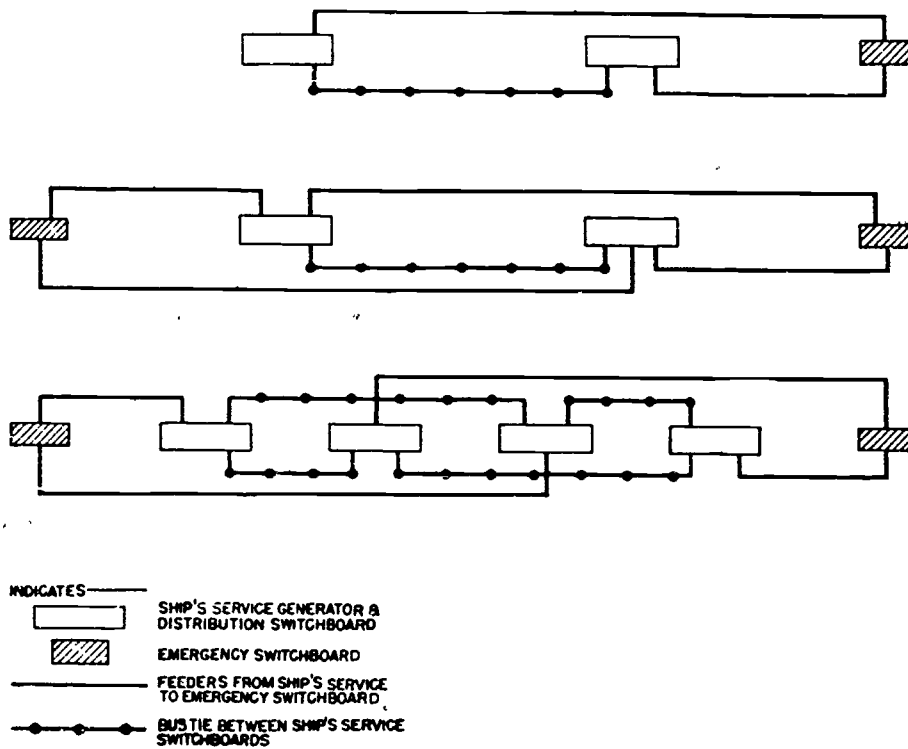 INDICATES
SHIP'S SERVICE GENERATOR &
DISTRIBUTION SWITCHBOARD
EMERGENCY SWITCHBOARD
FEEDERS FROM SHIP'S SERVICE
TO EMERGENCY SWITCHBOARD
BUS TIE BETWEEN SHIP'S SERVICE
SWITCHBOARDS